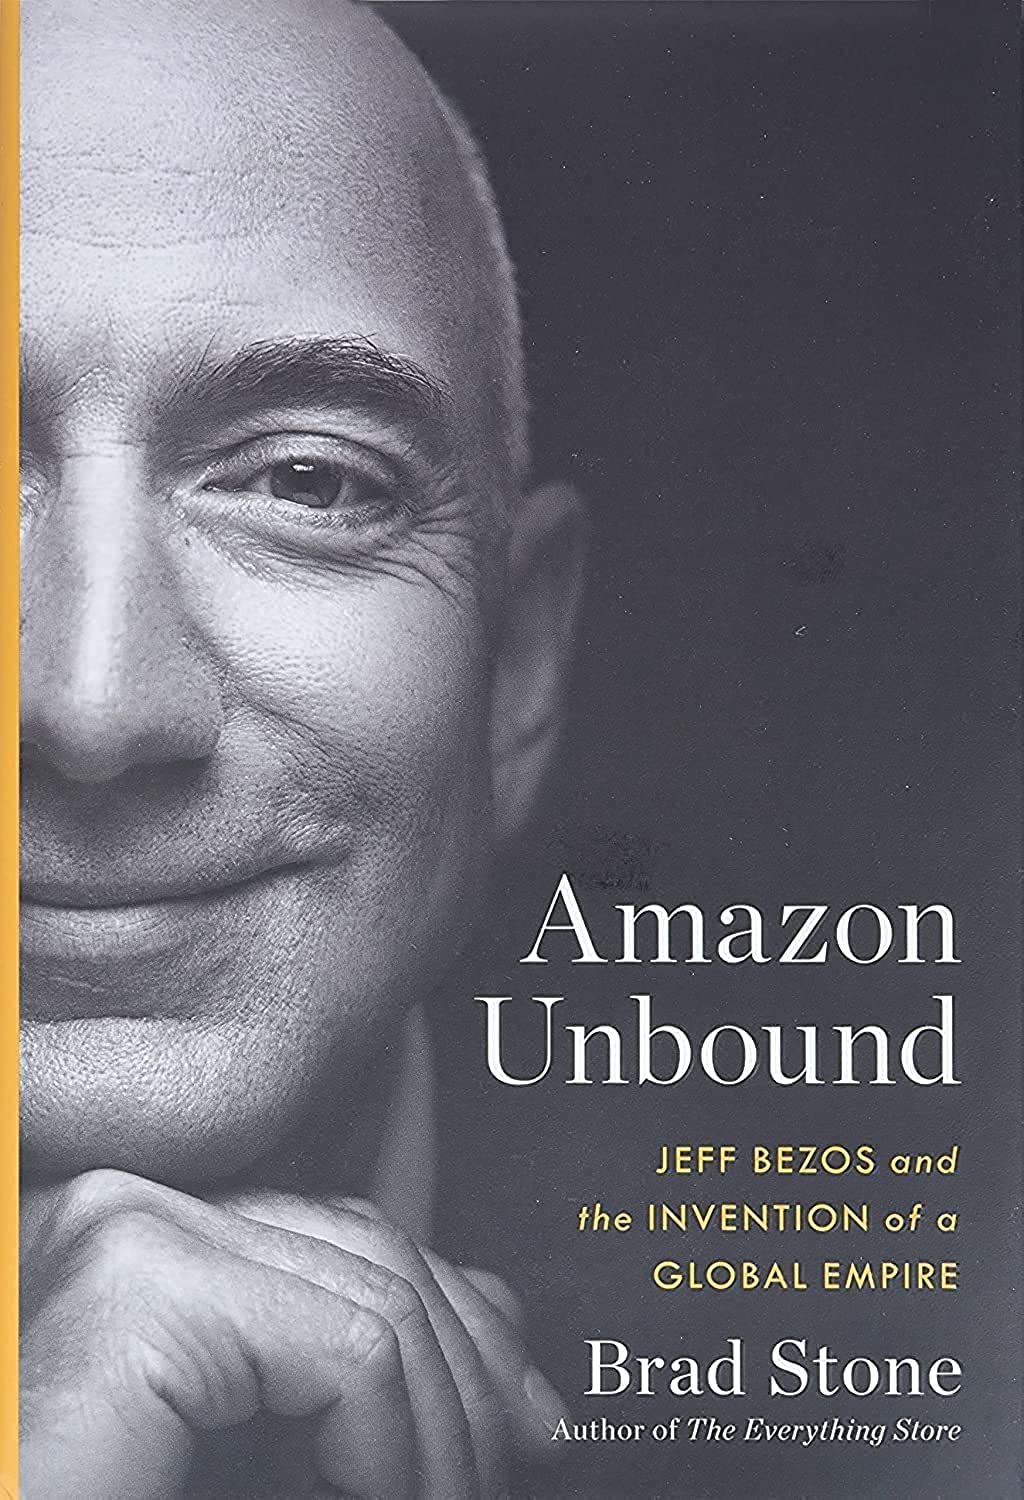 Amazon
Unbound
JEFF BEZOS and
the INVENTION of a
GLOBAL EMPIRE
Brad Stone
Author of The Everything Store